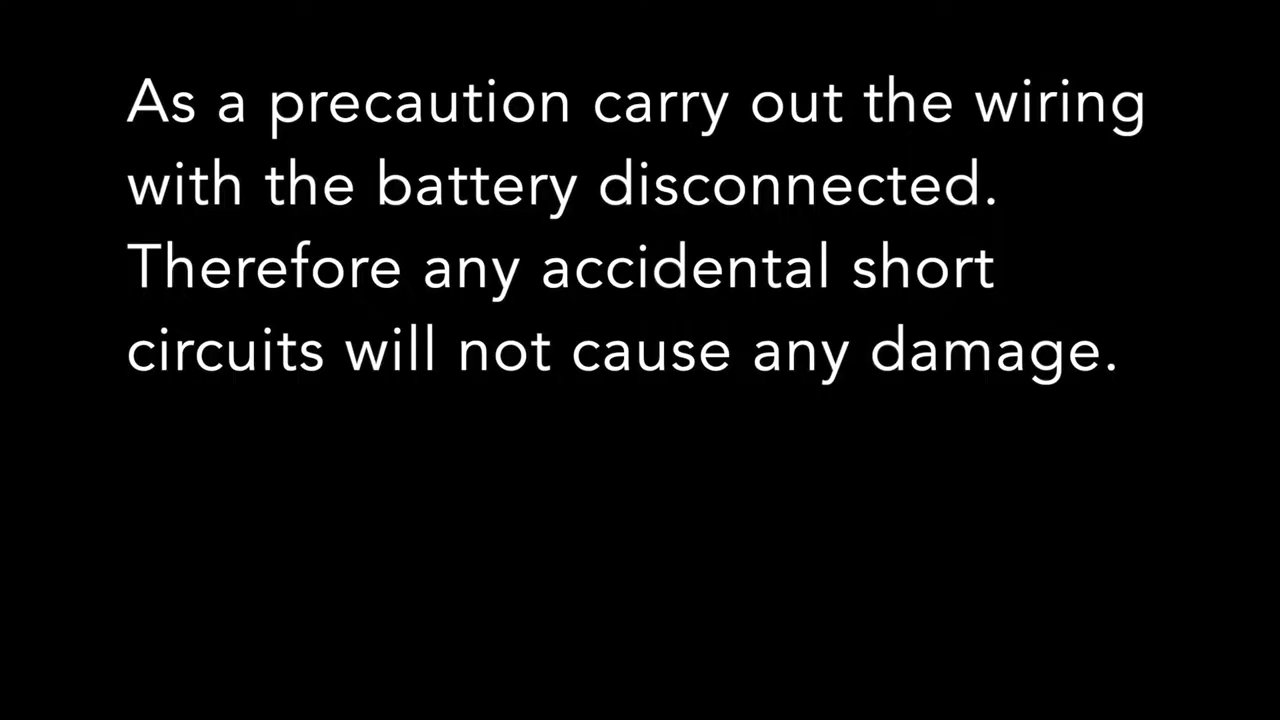 As a precaution carry out the wiring
with the battery disconnected.
Therefore any accidental short
circuits will not cause any damage.